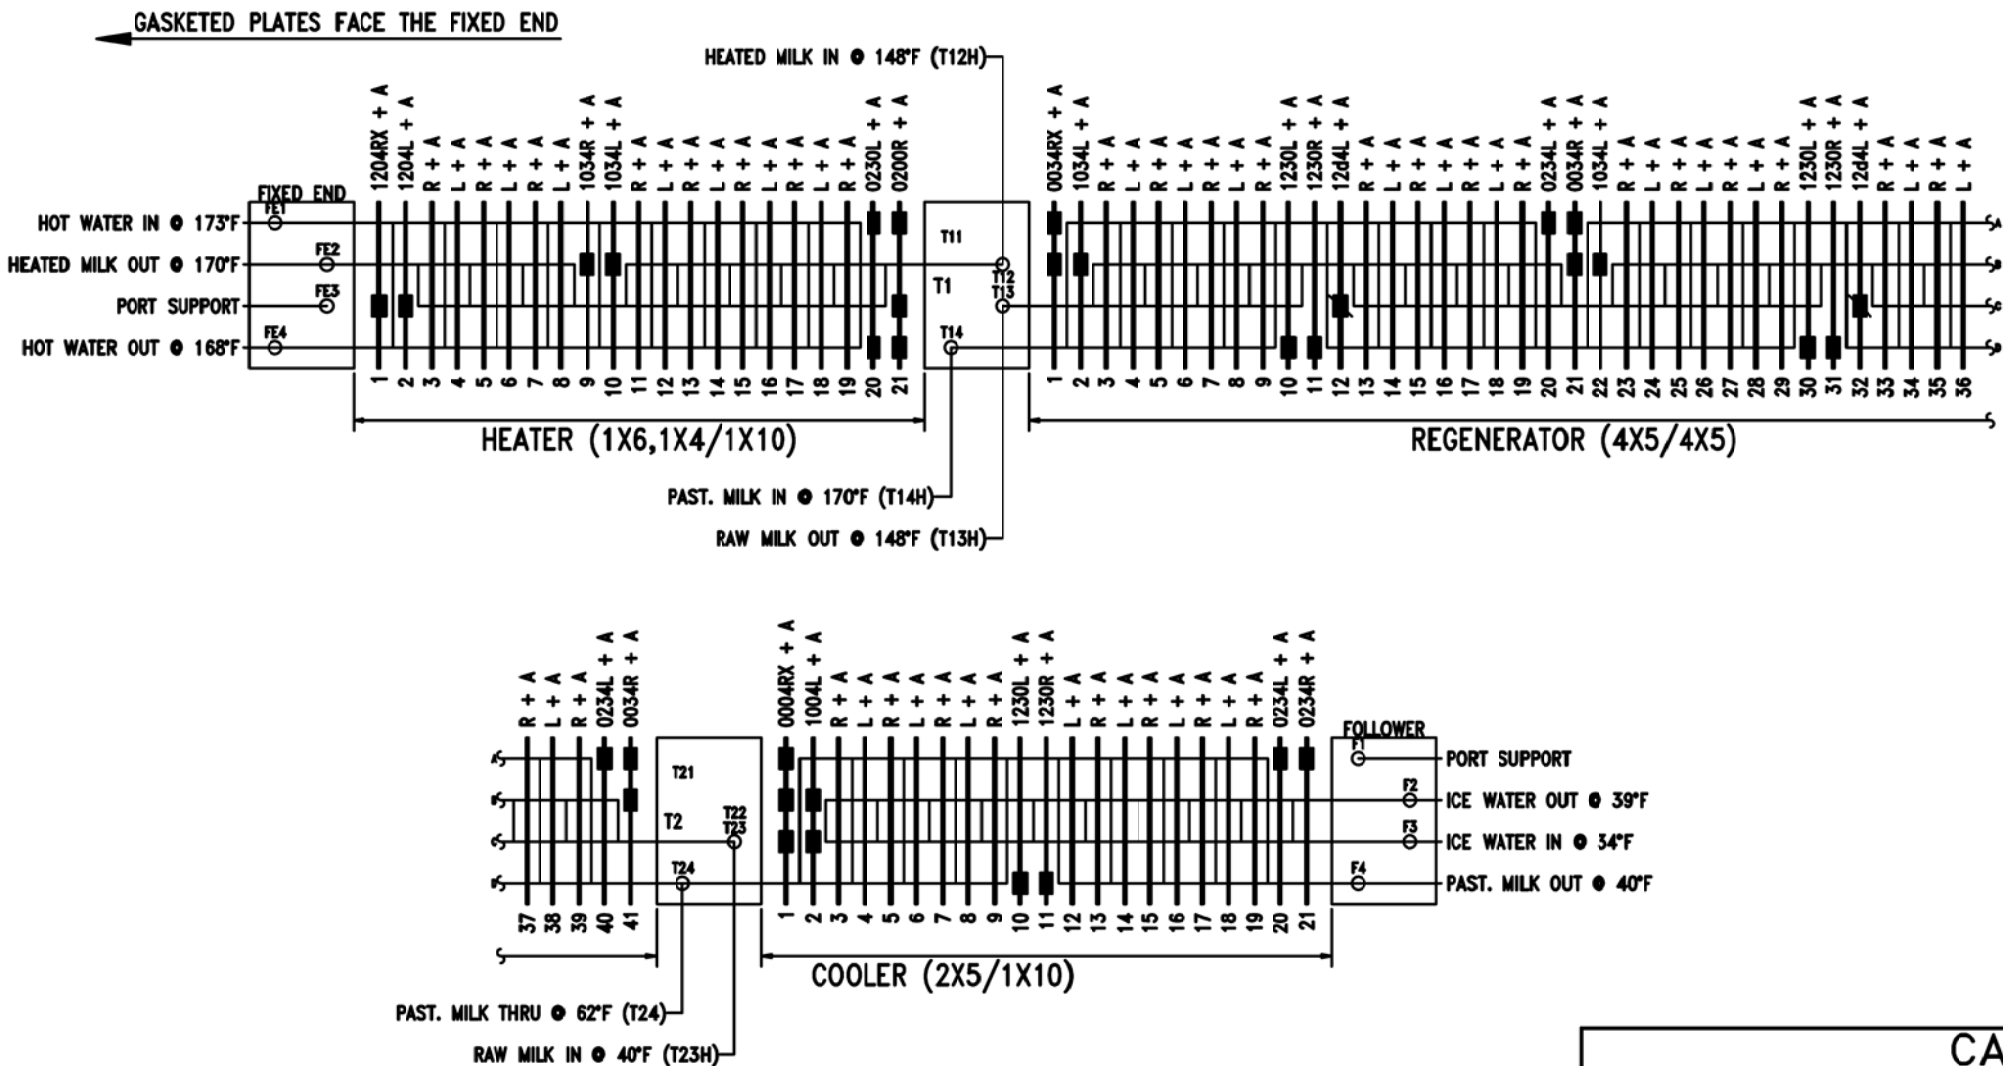 GASKETED PLATES FACE THE FIXED END
HEATED MILK IN @ 148°F (T12H)
1204RX + A
1204L + A
R + A
L + A
R + A
L + A
R + A
L + A
1034R + A
1034L + A
R + A
L + A
R + A
L + A
R + A
L + A
R + A
L + A
R + A
0230L + A
0200R + A
0034RX + A
1034L + A
R + A
L + A
R + A
L + A
R + A
L + A
R + A
1230L + A
1230R + A
12d4L + A
R + A
L + A
R + A
L + A
R + A
L + A
R + A
0234L + A
0034R + A
1034L + A
R + A
L + A
R + A
L + A
R + A
L + A
R + A
1230L + A
1230R + A
12d4L + A
R + A
L + A
R + A
L + A
FIXED END
HOT WATER IN @ 173°F
FE1
HEATED MILK OUT @ 170°F
FE2
PORT SUPPORT
FE3
HOT WATER OUT @ 168°F
FE4
T11
T1
T12
T13
T14
A
B
C
D
1 2 3 4 5 6 7 8 9 10 11 12 13 14 15 16 17 18 19 20 21
1 2 3 4 5 6 7 8 9 10 11 12 13 14 15 16 17 18 19 20 21 22 23 24 25 26 27 28 29 30 31 32 33 34 35 36
HEATER (1X6,1X4/1X10)
REGENERATOR (4X5/4X5)
PAST. MILK IN @ 170°F (T14H)
RAW MILK OUT @ 148°F (T13H)
R + A
L + A
R + A
0234L + A
0034R + A
0004RX + A
1004L + A
R + A
L + A
R + A
L + A
R + A
L + A
R + A
1230L + A
1230R + A
L + A
R + A
L + A
R + A
L + A
R + A
L + A
R + A
0234L + A
0234R + A
FOLLOWER
A
B
C
D
T21
T2
T22
T23
T24
F1
PORT SUPPORT
F2
ICE WATER OUT @ 39°F
F3
ICE WATER IN @ 34°F
F4
PAST. MILK OUT @ 40°F
37 38 39 40 41
1 2 3 4 5 6 7 8 9 10 11 12 13 14 15 16 17 18 19 20 21
COOLER (2X5/1X10)
PAST. MILK THRU @ 62°F (T24)
RAW MILK IN @ 40°F (T23H)